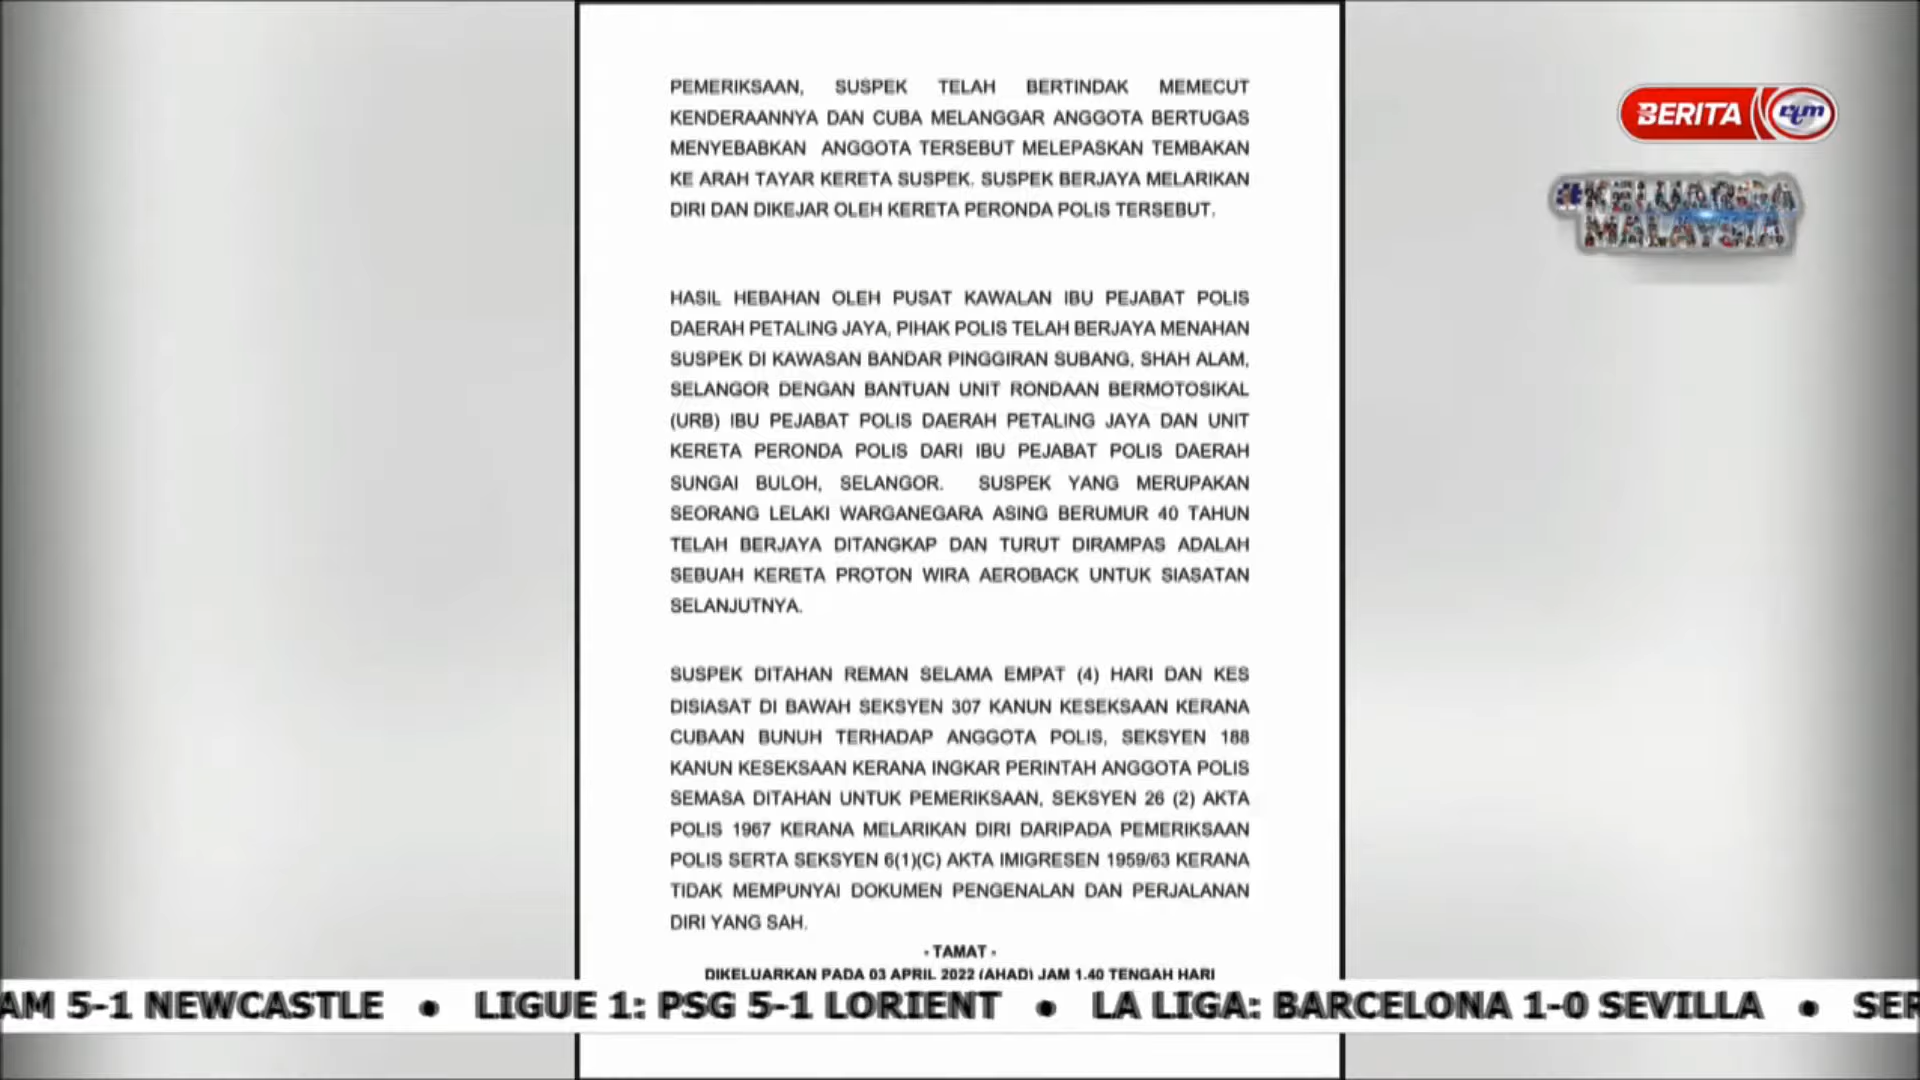 PEMERIKSAAN, SUSPEK TELAH BERTINDAK MEMECUT
KENDERAANNYA DAN CUBA MELANGGAR ANGGOTA BERTUGAS
MENYEBABKAN ANGGOTA TERSEBUT MELEPASKAN TEMBAKAN
KE ARAH TAYAR KERETA SUSPEK. SUSPEK BERJAYA MELARIKAN
DIRI DAN DIKEJAR OLEH KERETA PERONDA POLIS TERSEBUT.
HASIL HEBAHAN OLEH PUSAT KAWALAN IBU PEJABAT POLIS
DAERAH PETALING JAYA, PIHAK POLIS TELAH BERJAYA MENAHAN
SUSPEK DI KAWASAN BANDAR PINGGIRAN SUBANG, SHAH ALAM,
SELANGOR DENGAN BANTUAN UNIT RONDAAN BERMOTOSIKAL
(URB) IBU PEJABAT POLIS DAERAH PETALING JAYA DAN UNIT
KERETA PERONDA POLIS DARI IBU PEJABAT POLIS DAERAH
SUNGAI BULOH, SELANGOR. SUSPEK YANG MERUPAKAN
SEORANG LELAKI WARGANEGARA ASING BERUMUR 40 TAHUN
TELAH BERJAYA DITANGKAP DAN TURUT DIRAMPAS ADALAH
SEBUAH KERETA PROTON WIRA AEROBACK UNTUK SIASATAN
SELANJUTNYA.
SUSPEK DITAHAN REMAN SELAMA EMPAT (4) HARI DAN KES
DISIASAT DI BAWAH SEKSYEN 307 KANUN KESEKSAAN KERANA
CUBAAN BUNUH TERHADAP ANGGOTA POLIS, SEKSYEN 188
KANUN KESEKSAAN KERANA INGKAR PERINTAH ANGGOTA POLIS
SEMASA DITAHAN UNTUK PEMERIKSAAN, SEKSYEN 26 (2) AKTA
POLIS 1967 KERANA MELARIKAN DIRI DARIPADA PEMERIKSAAN
POLIS SERTA SEKSYEN 6(1)(C) AKTA IMIGRESEN 1959/63 KERANA
TIDAK MEMPUNYAI DOKUMEN PENGENALAN DAN PERJALANAN
DIRI YANG SAH.
- TAMAT -
DIKELUARKAN PADA 03 APRIL 2022 (AHAD) JAM 1.40 TENGAH HARI
BERITA rtm
#KELUARGA
MALAYSIA
AM 5-1 NEWCASTLE • LIGUE 1: PSG 5-1 LORIENT • LA LIGA: BARCELONA 1-0 SEVILLA • SER